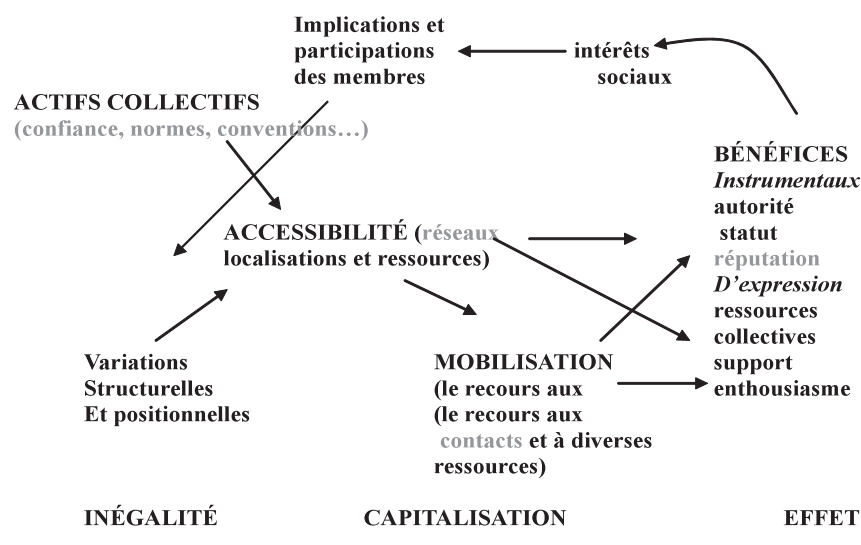 Implications et
participations
des membres
intérêts
sociaux
ACTIFS COLLECTIFS
(confiance, normes, conventions…)
BÉNÉFICES
Instrumentaux
autorité
statut
réputation
D’expression
ressources
collectives
support
enthousiasme
ACCESSIBILITÉ (réseaux
localisations et ressources)
Variations
Structurelles
Et positionnelles
MOBILISATION
(le recours aux
(le recours aux
contacts et à diverses
ressources)
INÉGALITÉ
CAPITALISATION
EFFET